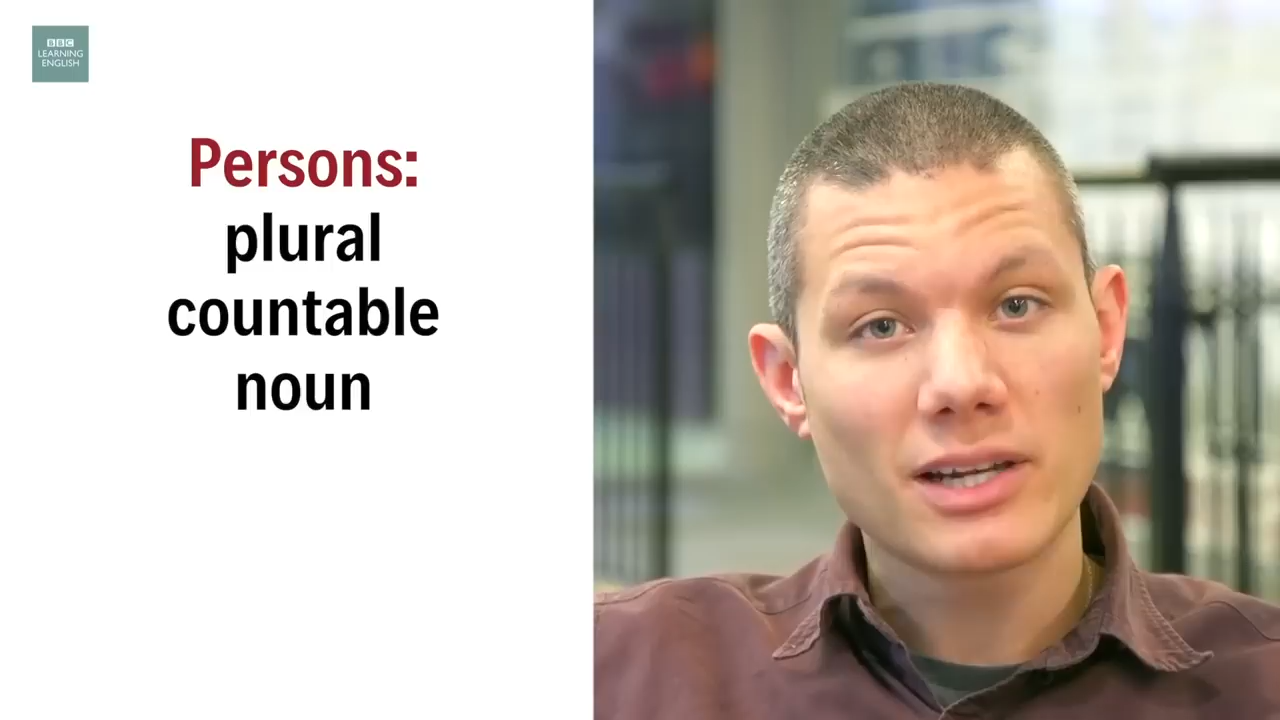 BBC
LEARNING
ENGLISH
Persons:
plural
countable
noun